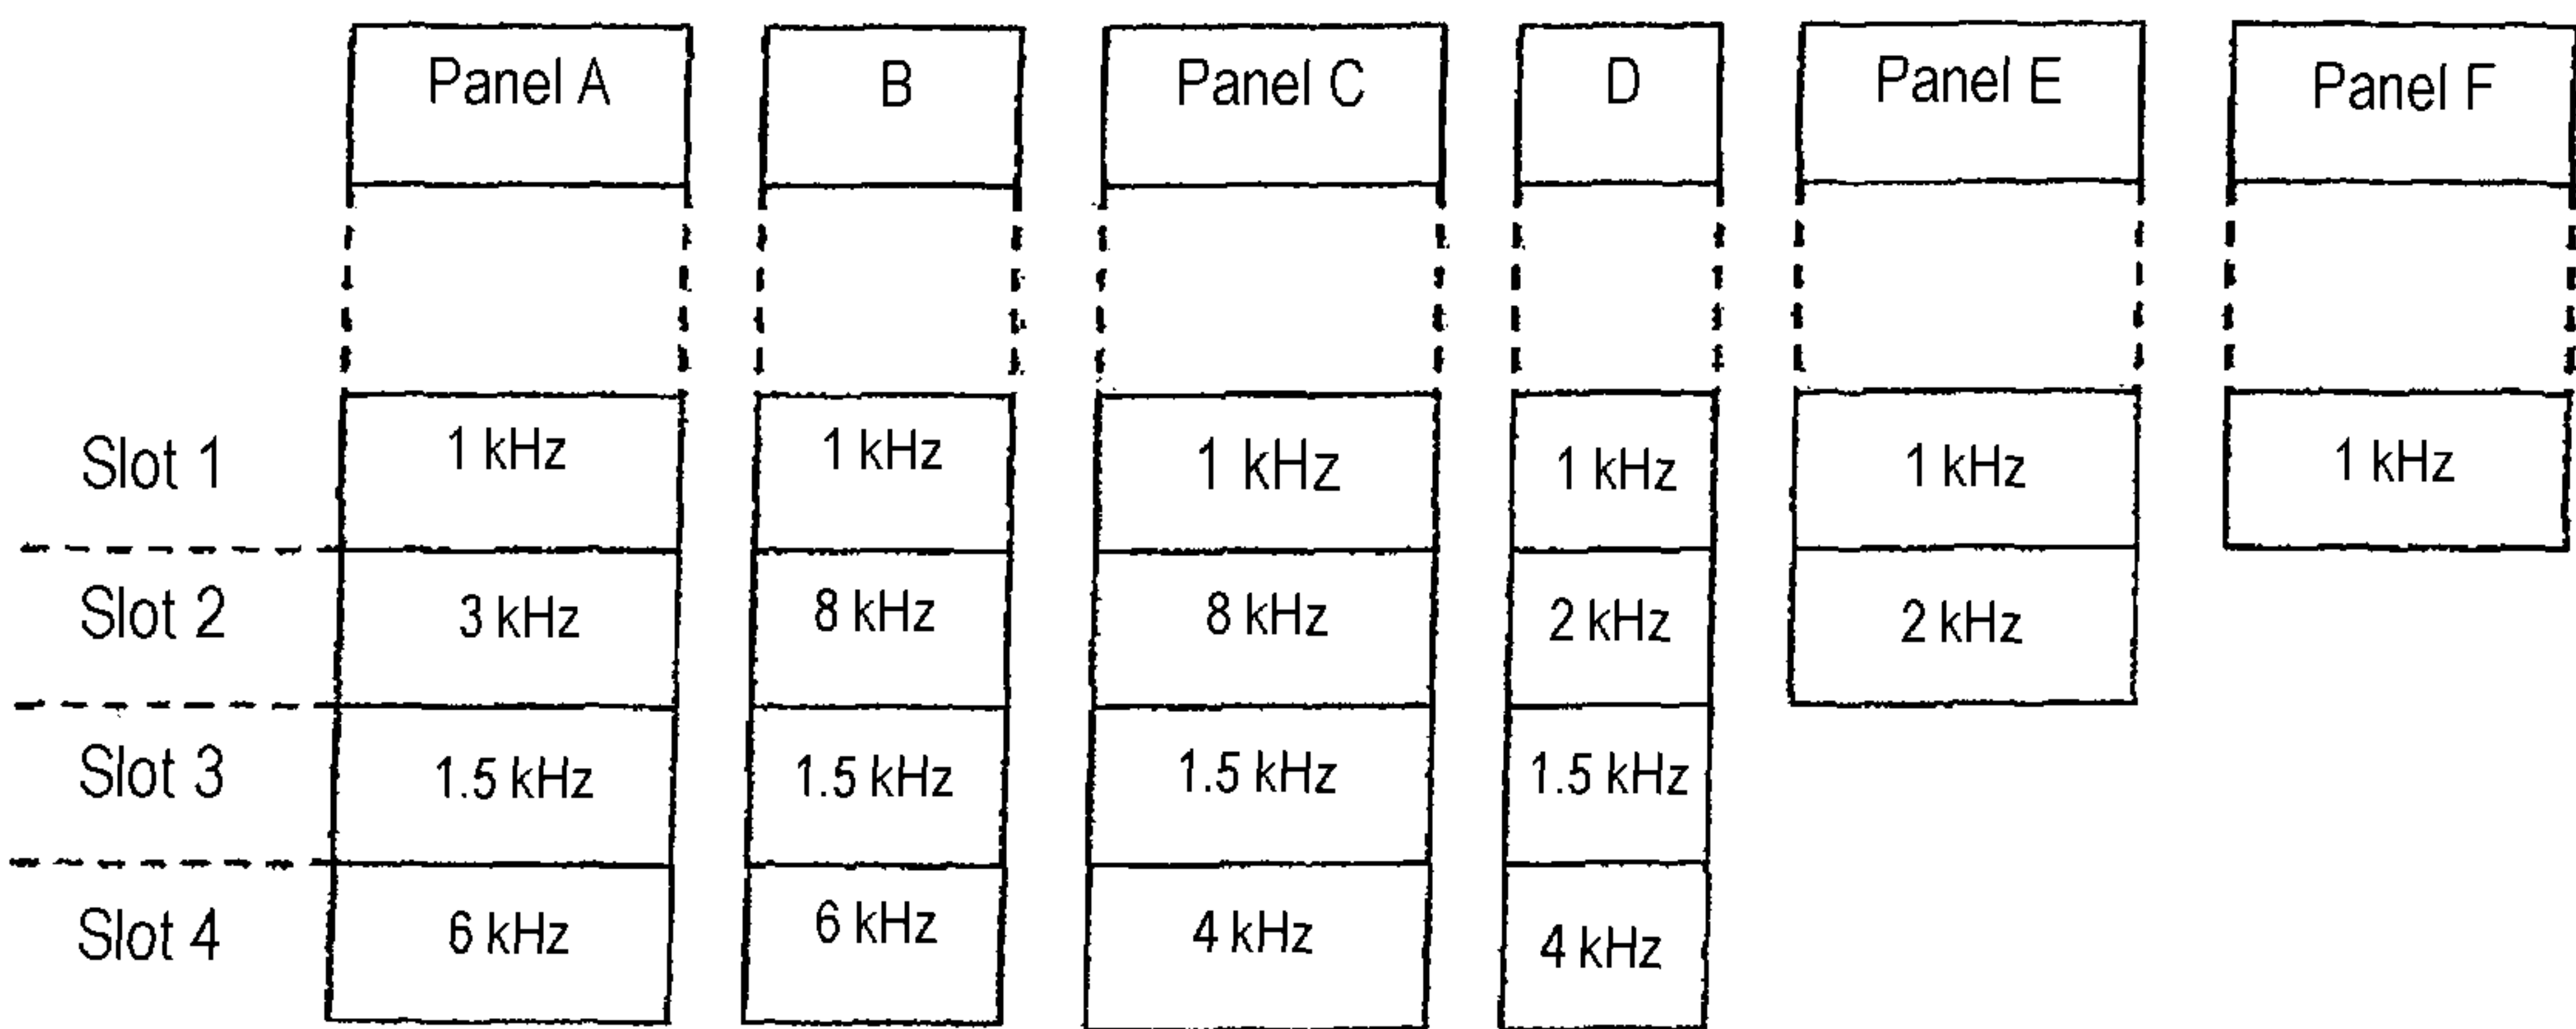 Panel A B Panel C D Panel E Panel F
Slot 1 1 kHz 1 kHz 1 kHz 1 kHz 1 kHz 1 kHz
Slot 2 3 kHz 8 kHz 8 kHz 2 kHz 2 kHz
Slot 3 1.5 kHz 1.5 kHz 1.5 kHz 1.5 kHz
Slot 4 6 kHz 6 kHz 4 kHz 4 kHz